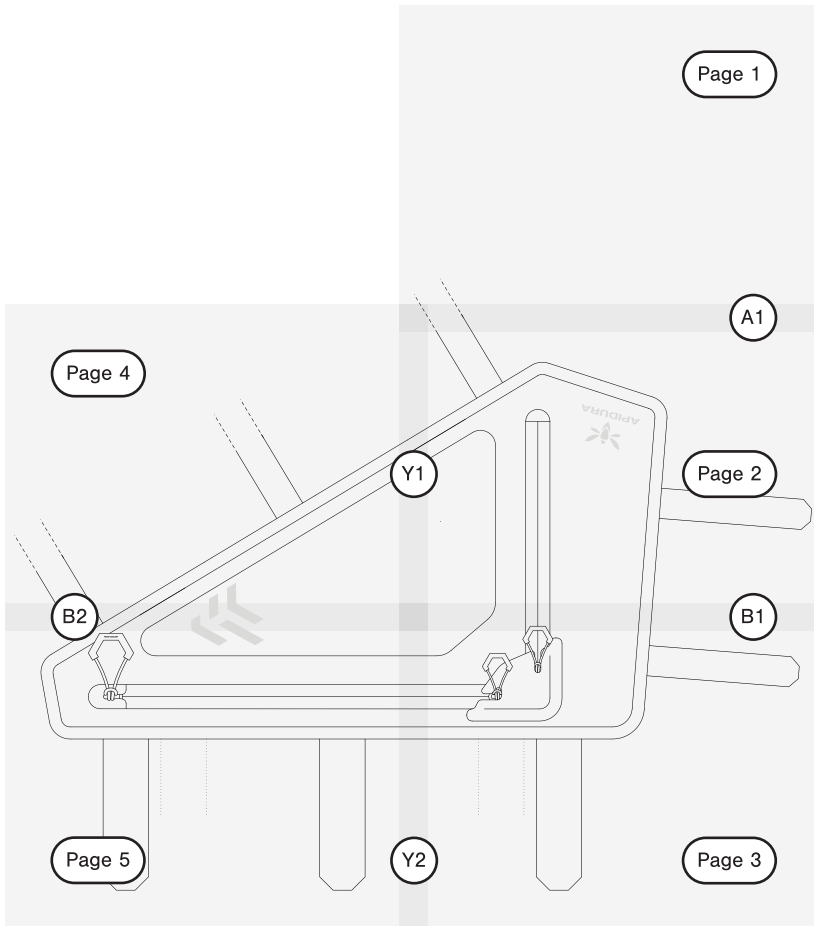 Page 1
A1
Page 4
APIDURA
Y1
Page 2
B2
B1
Page 5
Y2
Page 3